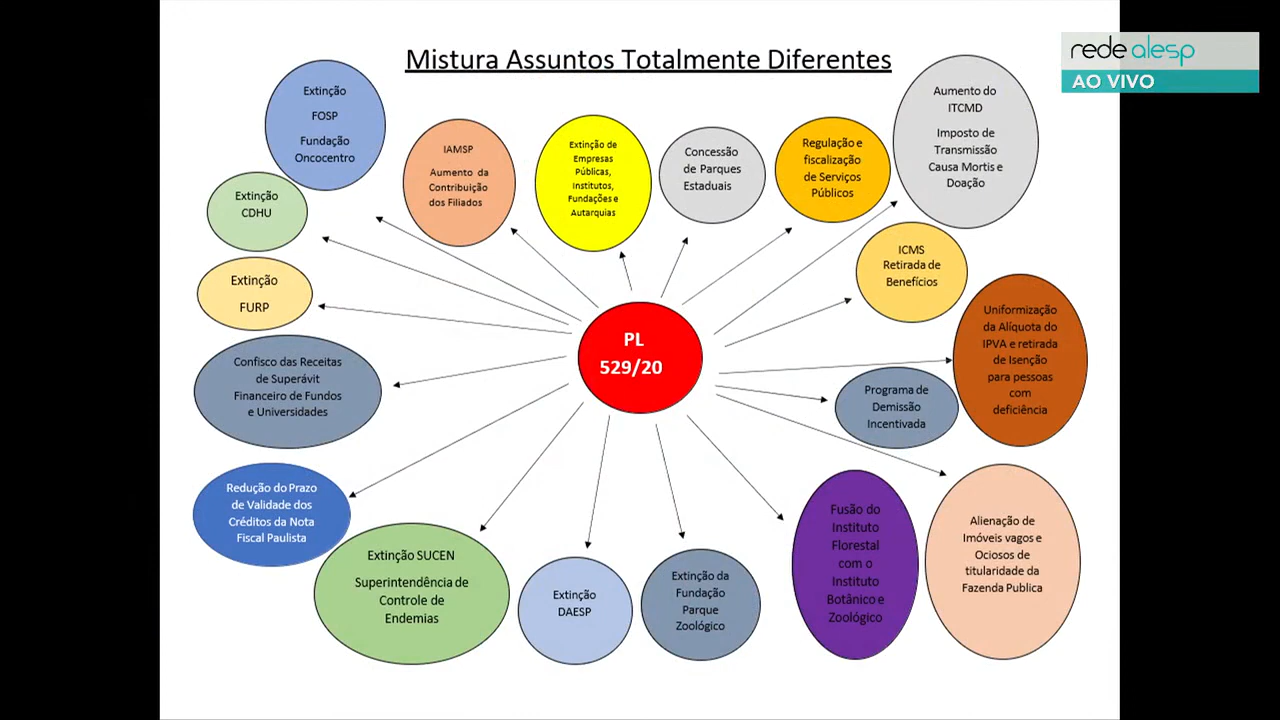 Mistura Assuntos Totalmente Diferentes
rede alesp
AO VIVO
Extinção
FOSP
Fundação
Oncocentro
IAMSP
Aumento da
Contribuição
dos Filiados
Extinção de
Empresas
Públicas,
Institutos,
Fundações e
Autarquias
Concessão
de Parques
Estaduais
Regulação e
fiscalização
de Serviços
Públicos
Aumento do
ITCMD
Imposto de
Transmissão
Causa Mortis e
Doação
Extinção
CDHU
ICMS
Retirada de
Benefícios
Extinção
FURP
PL
529/20
Uniformização
da Alíquota do
IPVA e retirada
de Isenção
para pessoas
com
deficiência
Confisco das Receitas
de Superávit
Financeiro de Fundos
e Universidades
Programa de
Demissão
Incentivada
Redução do Prazo
de Validade dos
Créditos da Nota
Fiscal Paulista
Extinção SUCEN
Superintendência de
Controle de
Endemias
Extinção
DAESP
Extinção da
Fundação
Parque
Zoológico
Fusão do
Instituto
Florestal
com o
Instituto
Botânico e
Zoológico
Alienação de
Imóveis vagos e
Ociosos de
titularidade da
Fazenda Publica